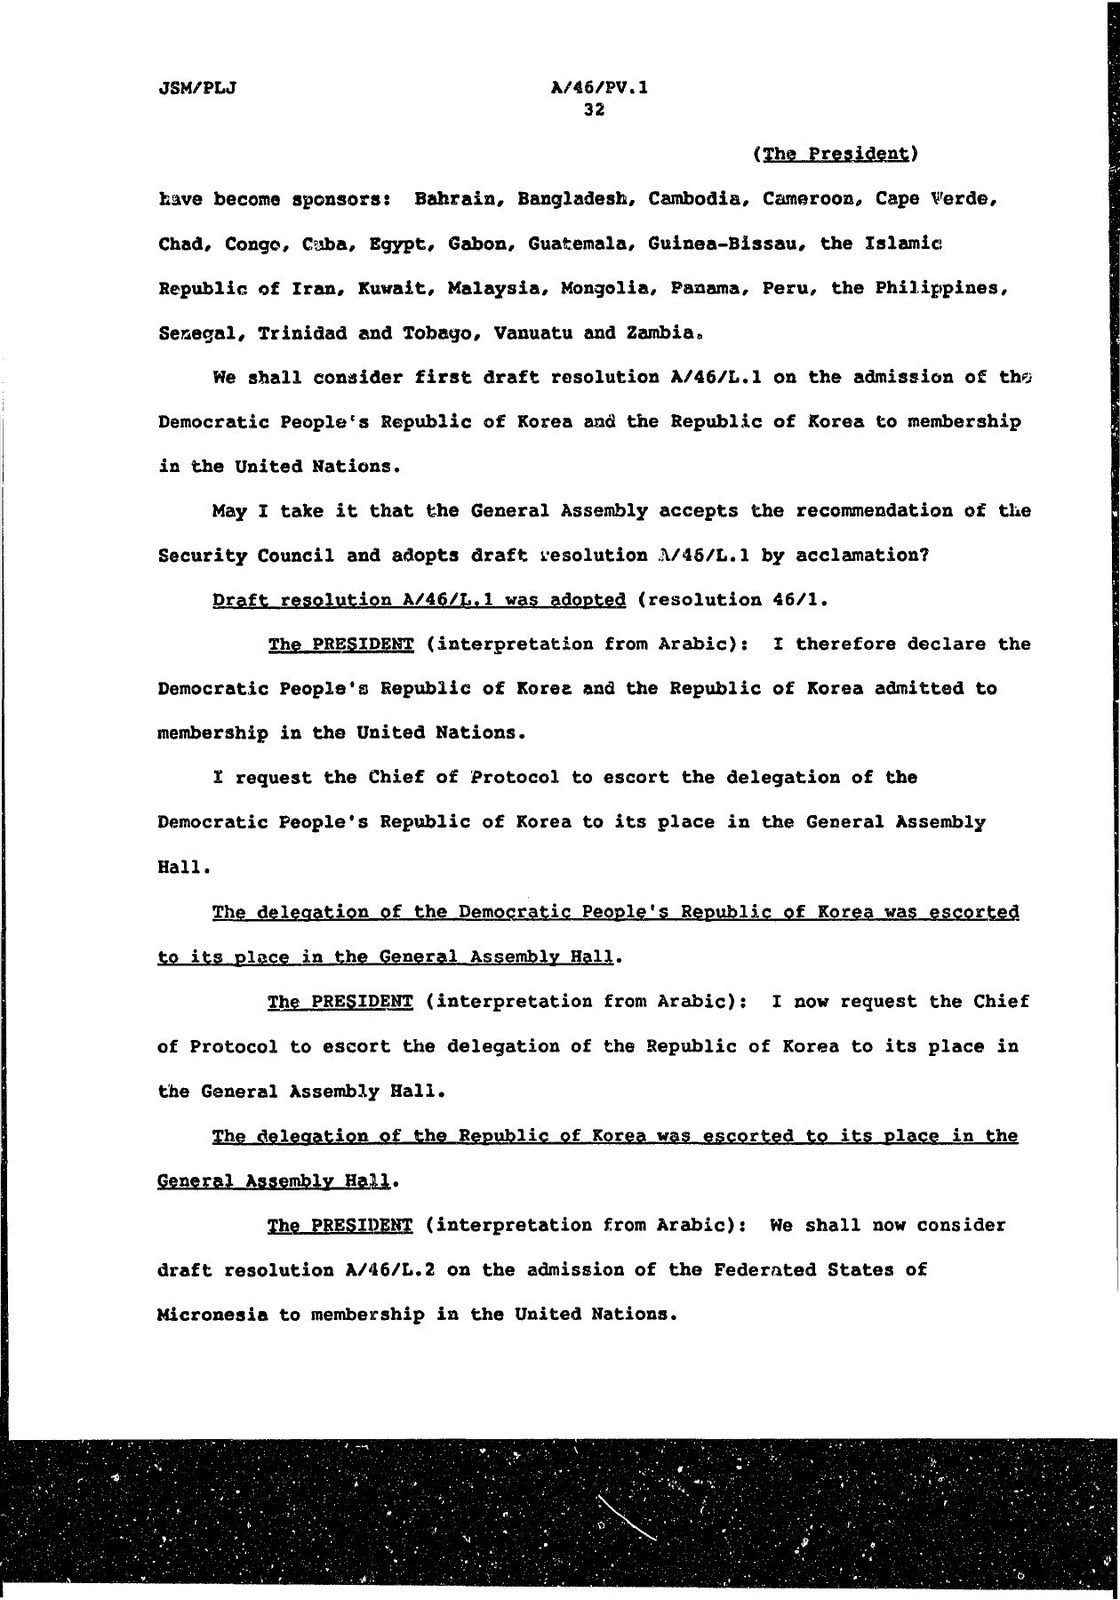 JSM/PLJ
A/46/PV.1
32
(The President)
have become sponsors: Bahrain, Bangladesh, Cambodia, Cameroon, Cape Verde,
Chad, Congo, Cuba, Egypt, Gabon, Guatemala, Guinea-Bissau, the Islamic
Republic of Iran, Kuwait, Malaysia, Mongolia, Panama, Peru, the Philippines,
Senegal, Trinidad and Tobago, Vanuatu and Zambia.
We shall consider first draft resolution A/46/L.1 on the admission of the
Democratic People's Republic of Korea and the Republic of Korea to membership
in the United Nations.
May I take it that the General Assembly accepts the recommendation of the
Security Council and adopts draft resolution A/46/L.1 by acclamation?
Draft resolution A/46/L.1 was adopted (resolution 46/1.
The PRESIDENT (interpretation from Arabic): I therefore declare the
Democratic People's Republic of Korea and the Republic of Korea admitted to
membership in the United Nations.
I request the Chief of Protocol to escort the delegation of the
Democratic People's Republic of Korea to its place in the General Assembly
Hall.
The delegation of the Democratic People's Republic of Korea was escorted
to its place in the General Assembly Hall.
The PRESIDENT (interpretation from Arabic): I now request the Chief
of Protocol to escort the delegation of the Republic of Korea to its place in
the General Assembly Hall.
The delegation of the Republic of Korea was escorted to its place in the
General Assembly Hall.
The PRESIDENT (interpretation from Arabic): We shall now consider
draft resolution A/46/L.2 on the admission of the Federated States of
Micronesia to membership in the United Nations.